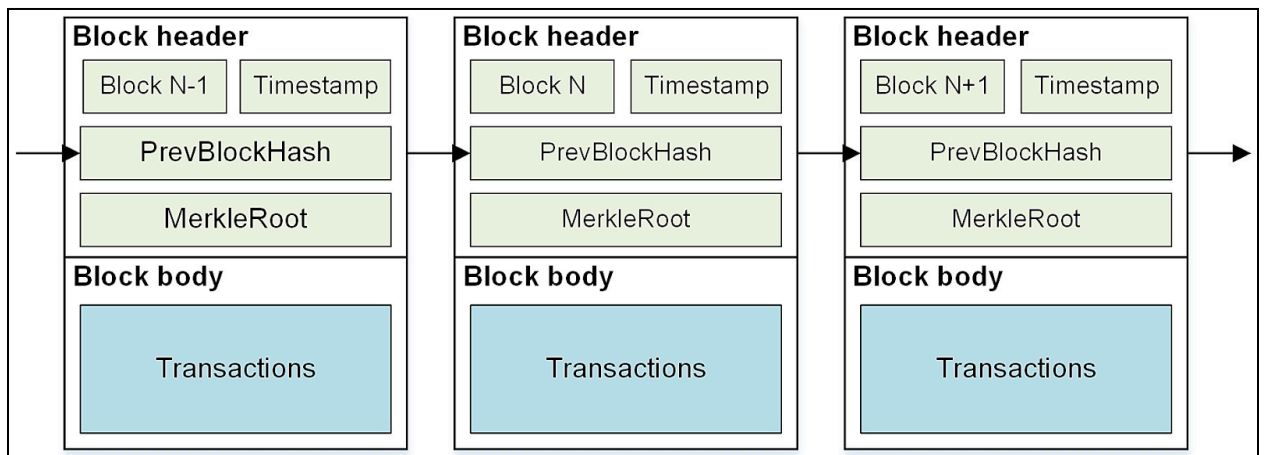 Block header
Block N-1 Timestamp
PrevBlockHash
MerkleRoot
Block body
Transactions
Block header
Block N Timestamp
PrevBlockHash
MerkleRoot
Block body
Transactions
Block header
Block N+1 Timestamp
PrevBlockHash
MerkleRoot
Block body
Transactions